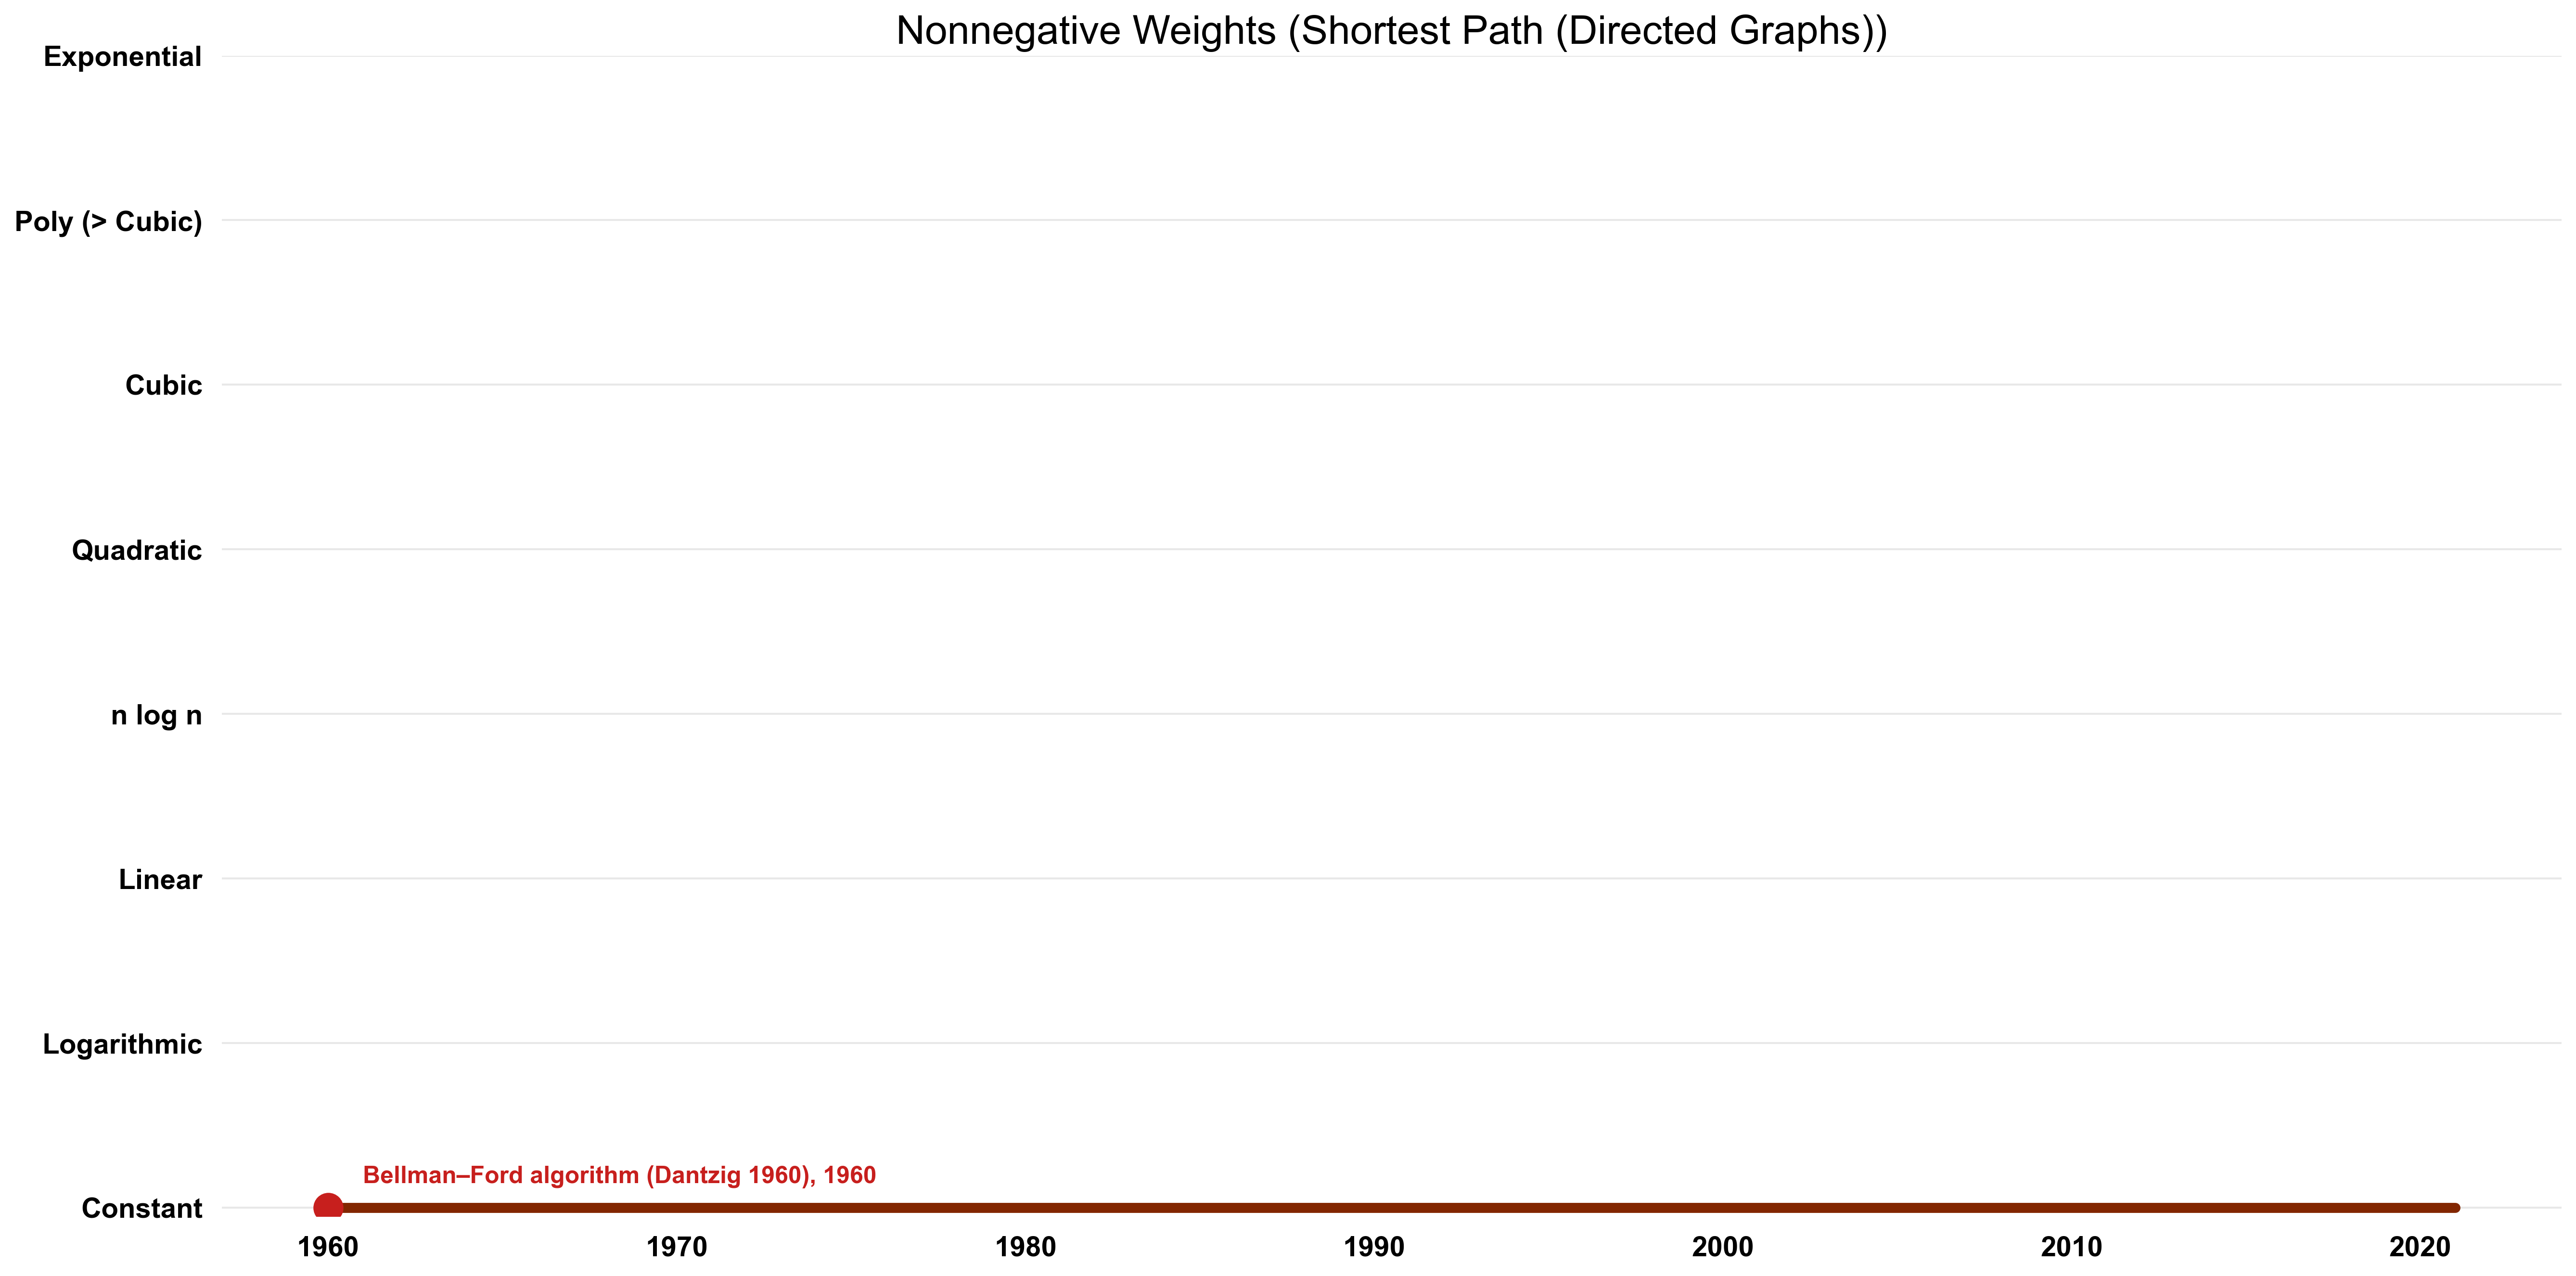 Nonnegative Weights (Shortest Path (Directed Graphs))
Exponential
Poly (> Cubic)
Cubic
Quadratic
n log n
Linear
Logarithmic
Bellman–Ford algorithm (Dantzig 1960), 1960
Constant
1960 1970 1980 1990 2000 2010 2020